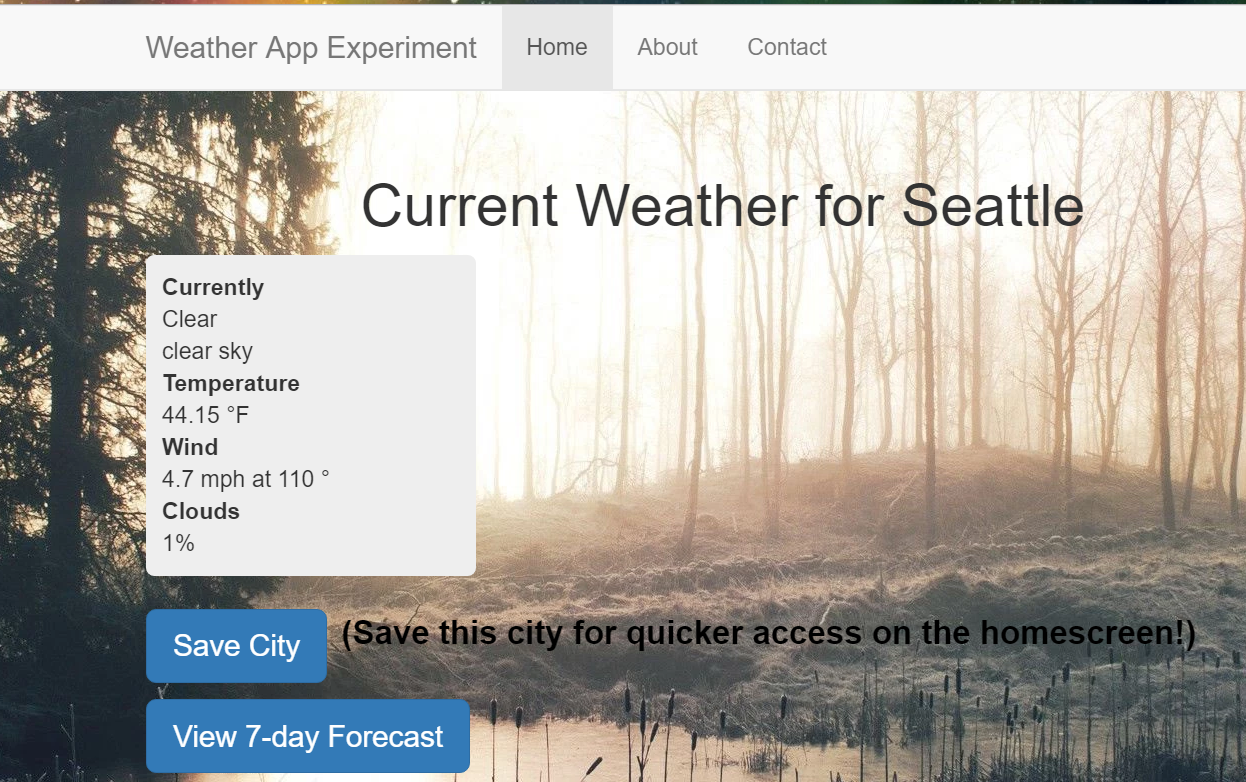 Weather App Experiment Home About Contact
Current Weather for Seattle
Currently
Clear
clear sky
Temperature
44.15 °F
Wind
4.7 mph at 110 °
Clouds
1%
Save City (Save this city for quicker access on the homescreen!)
View 7-day Forecast